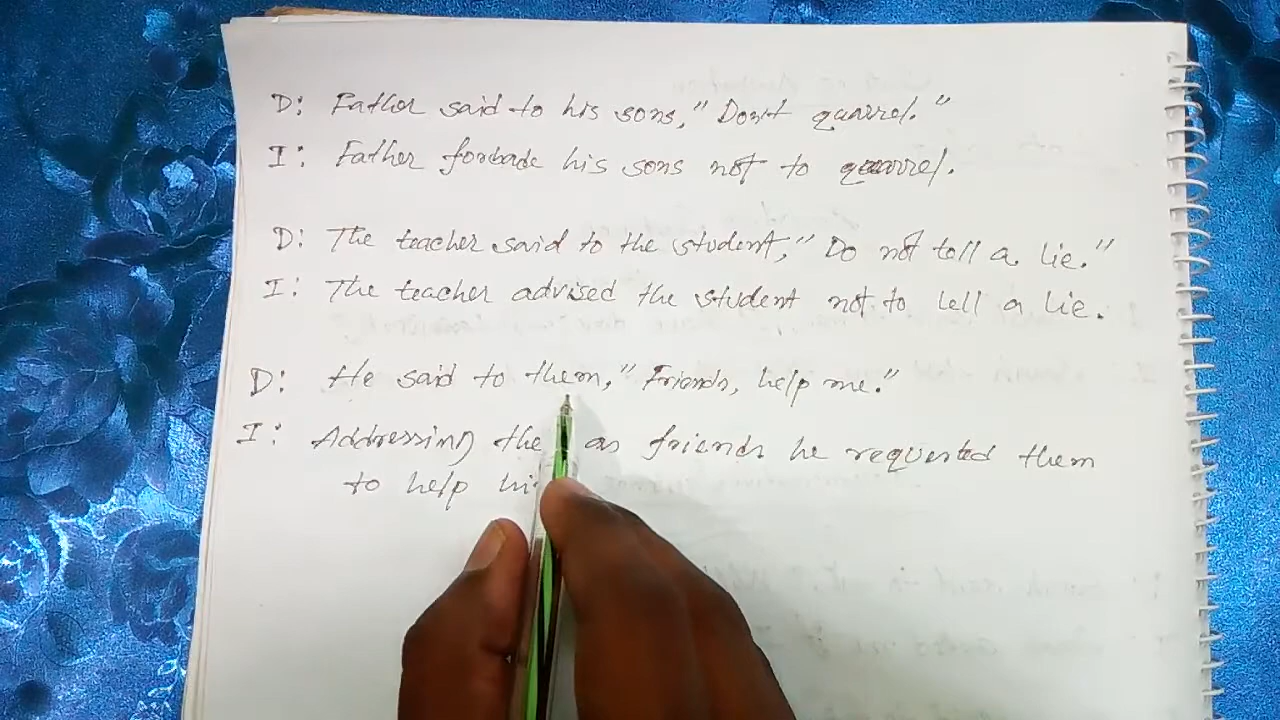 D: Father said to his sons, "Don't quarrel."
I: Father forbade his sons not to quarrel.
D: The teacher said to the student, "Do not tell a lie."
I: The teacher advised the student not to tell a lie.
D: He said to them, "Friends, help me."
I: Addressing the as friends he requested them
to help hi